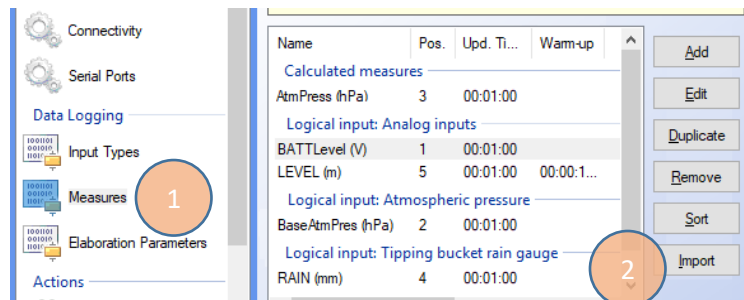 Connectivity
Serial Ports
Data Logging
Input Types
Measures
1
Elaboration Parameters
Actions
Name Pos. Upd. Ti... Warm-up
Calculated measures
AtmPress (hPa) 3 00:01:00
Logical input: Analog inputs
BATTLevel (V) 1 00:01:00
LEVEL (m) 5 00:01:00 00:00:1...
Logical input: Atmospheric pressure
BaseAtmPres (hPa) 2 00:01:00
Logical input: Tipping bucket rain gauge
RAIN (mm) 4 00:01:00
2
Add
Edit
Duplicate
Remove
Sort
Import